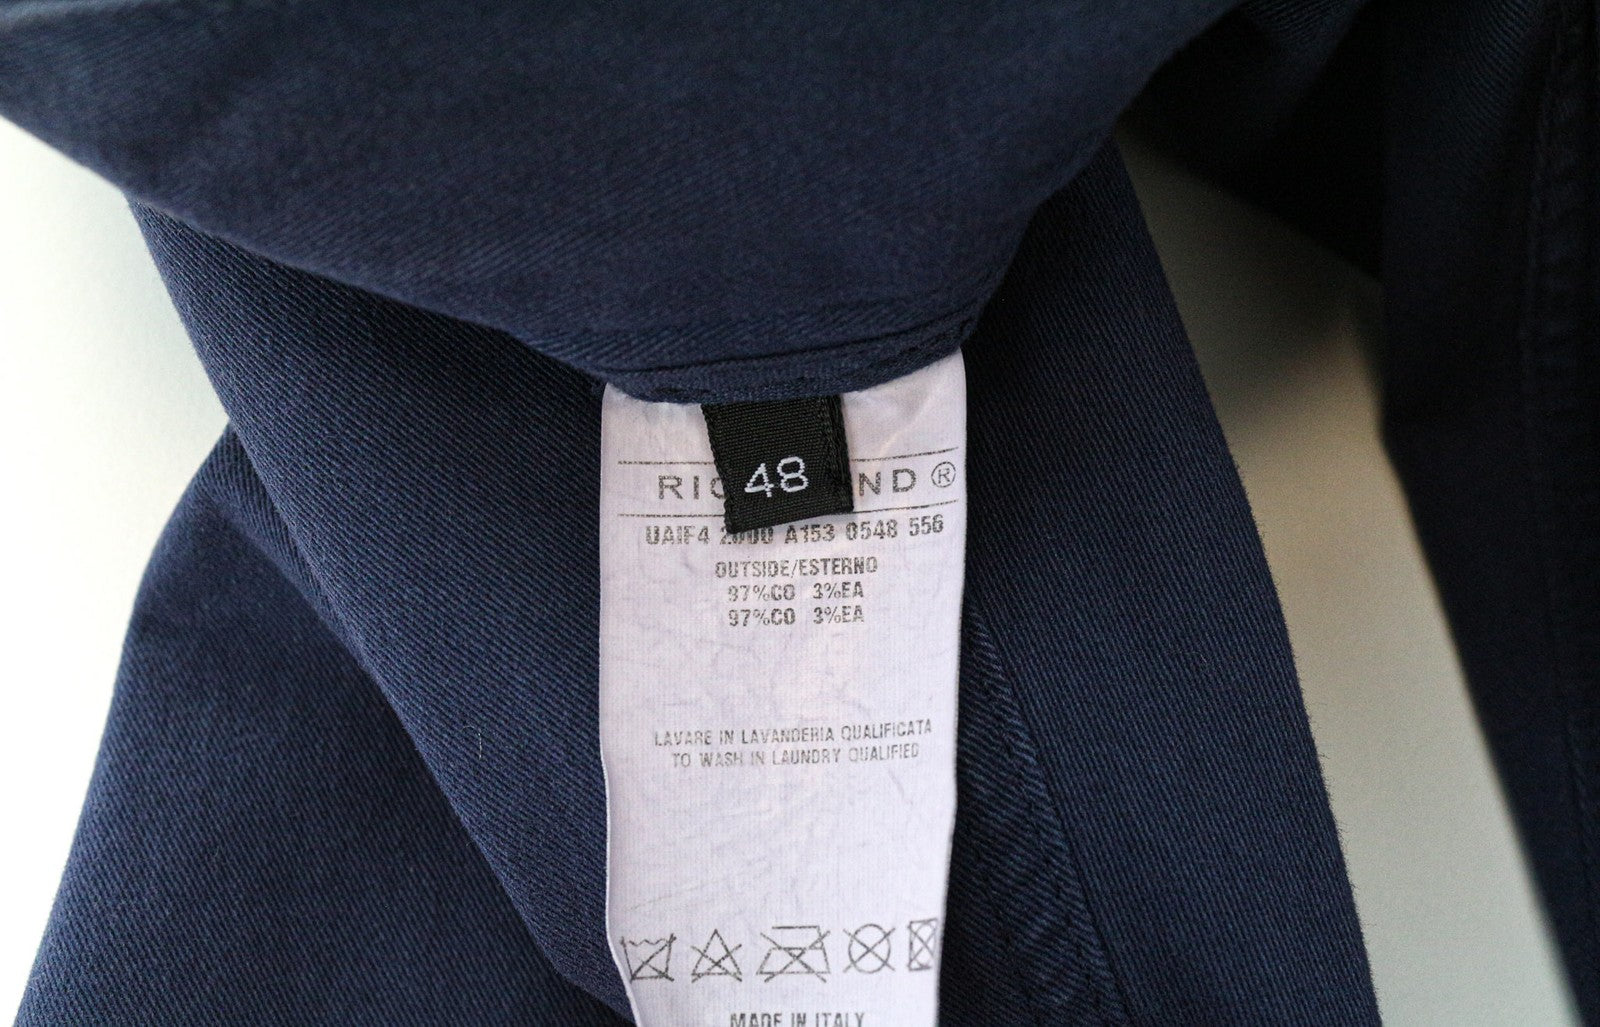 48
RIC ND ®
UAIF4 2000 A153 0548 556
OUTSIDE/ESTERNO
97%CO 3%EA
97%CO 3%EA
LAVARE IN LAVANDERIA QUALIFICATA
TO WASH IN LAUNDRY QUALIFIED
MADE IN ITALY